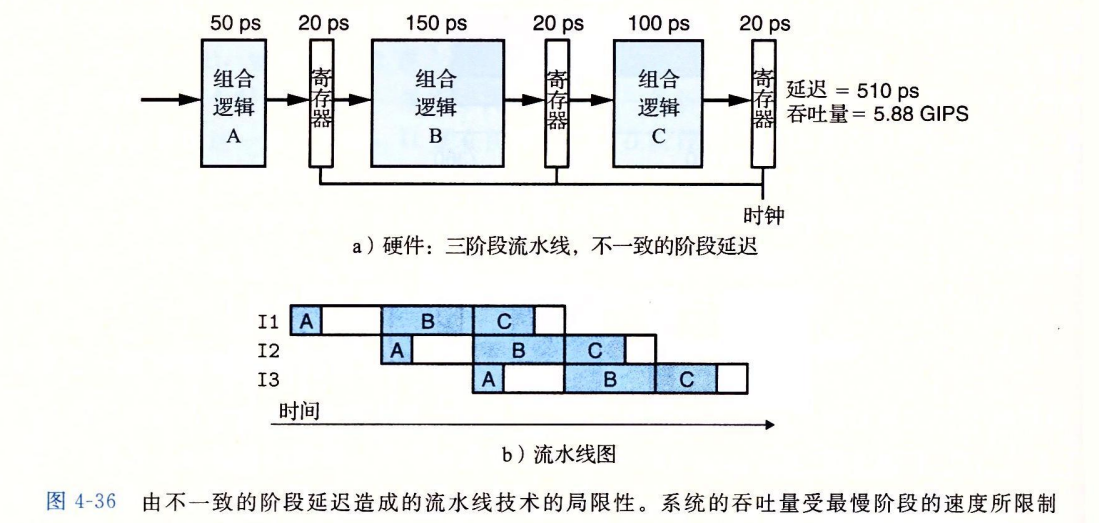 50 ps 20 ps 150 ps 20 ps 100 ps 20 ps
组合
逻辑
A
寄存器
组合
逻辑
B
寄存器
组合
逻辑
C
寄存器
延迟 = 510 ps
吞吐量 = 5.88 GIPS
时钟
a）硬件：三阶段流水线，不一致的阶段延迟
I1 A B C
I2 A B C
I3 A B C
时间
b）流水线图
图 4-36 由不一致的阶段延迟造成的流水线技术的局限性。系统的吞吐量受最慢阶段的速度所限制